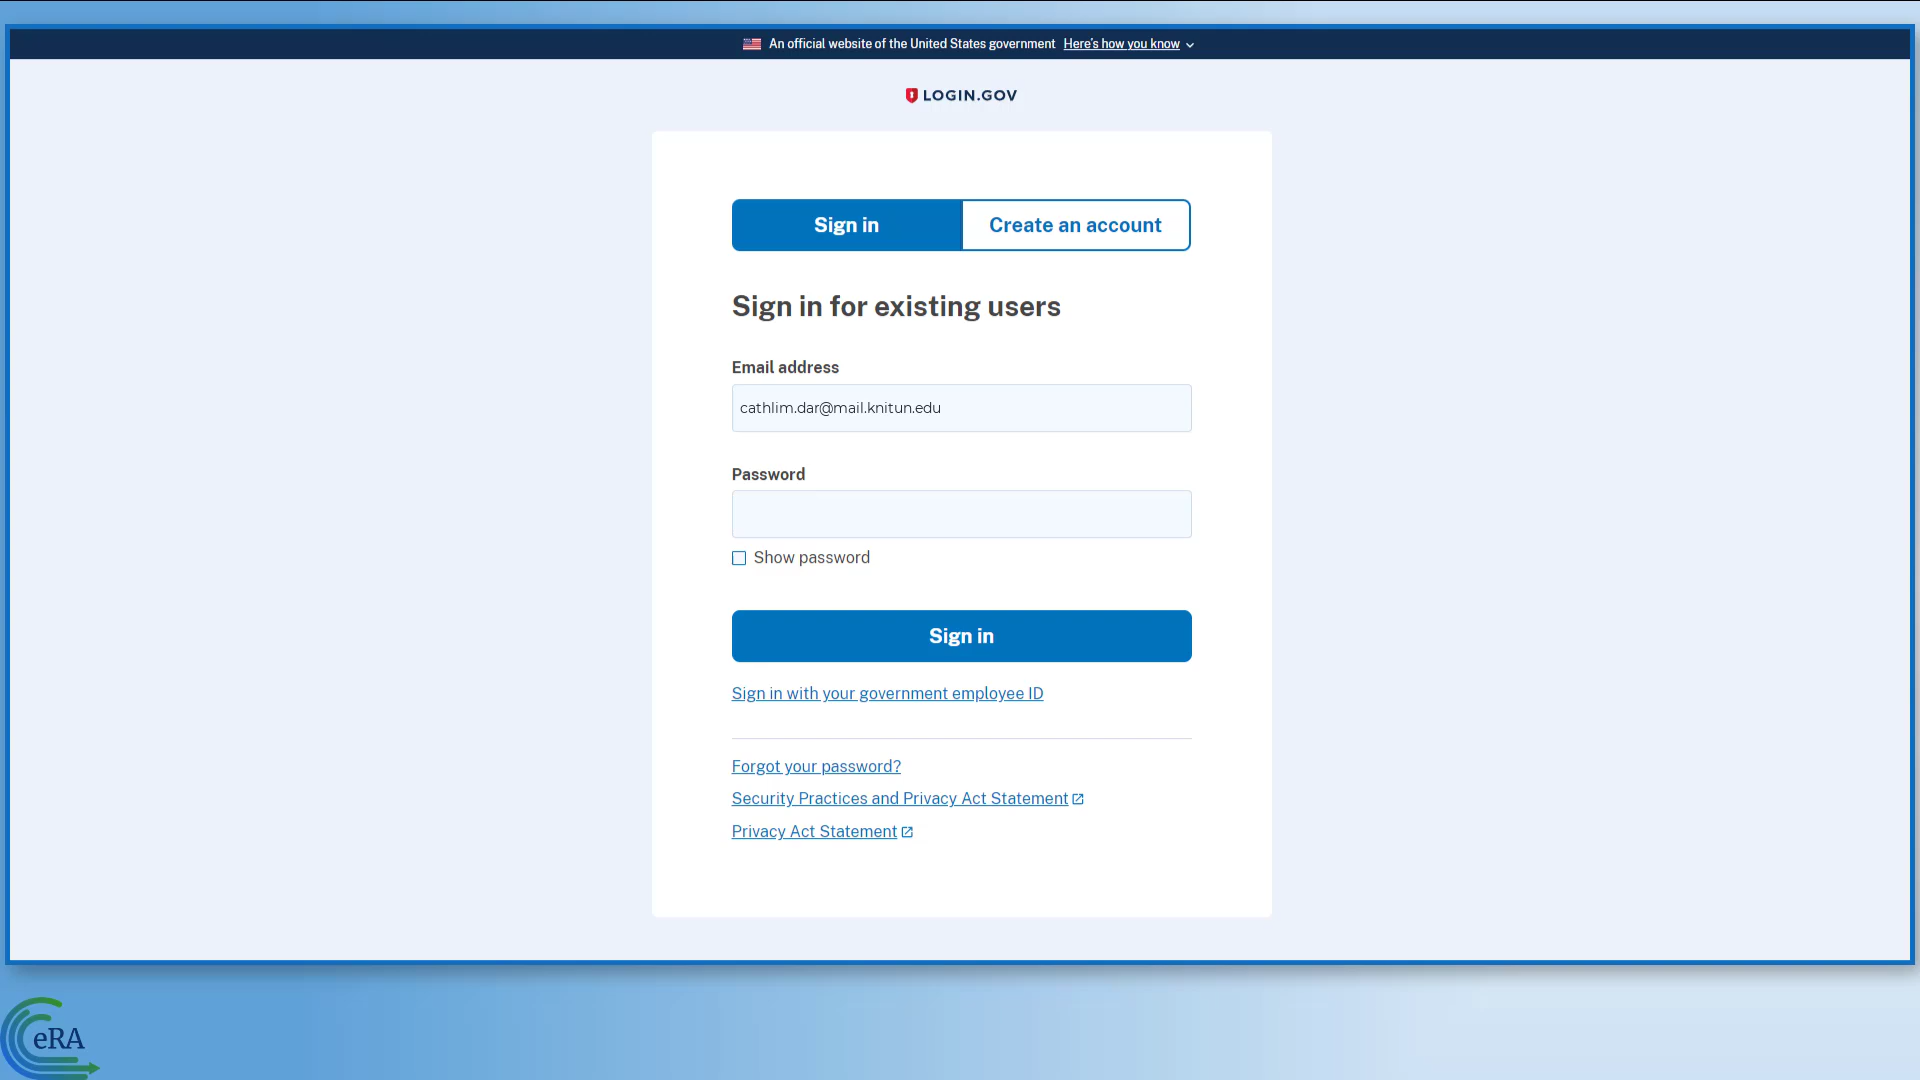 An official website of the United States government Here's how you know
LOGIN.GOV
Sign in
Create an account
Sign in for existing users
Email address
cathlim.dar@mail.knitun.edu
Password
Show password
Sign in
Sign in with your government employee ID
Forgot your password?
Security Practices and Privacy Act Statement
Privacy Act Statement
eRA